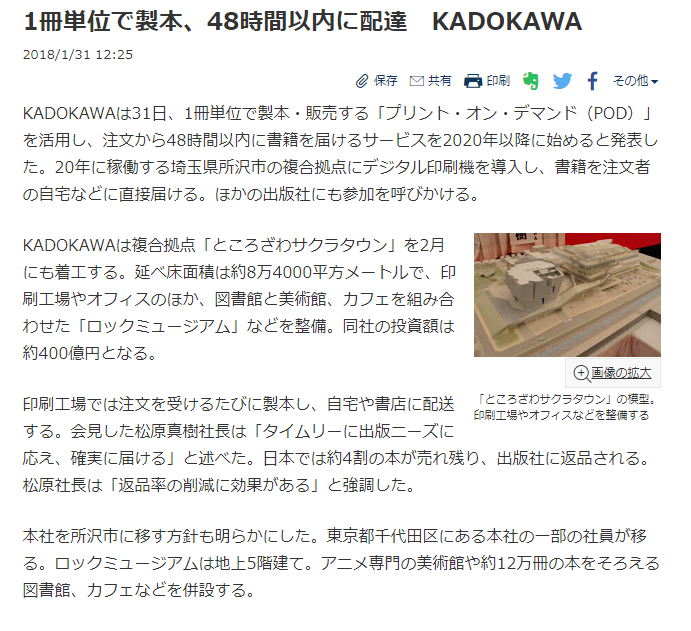 1冊単位で製本、48時間以内に配達　KADOKAWA
2018/1/31 12:25
保存 共有 印刷 その他
KADOKAWAは31日、1冊単位で製本・販売する「プリント・オン・デマンド（POD）」
を活用し、注文から48時間以内に書籍を届けるサービスを2020年以降に始めると発表し
た。20年に稼働する埼玉県所沢市の複合拠点にデジタル印刷機を導入し、書籍を注文者
の自宅などに直接届ける。ほかの出版社にも参加を呼びかける。
KADOKAWAは複合拠点「ところざわサクラタウン」を2月
にも着工する。延べ床面積は約8万4000平方メートルで、印
刷工場やオフィスのほか、図書館と美術館、カフェを組み合
わせた「ロックミュージアム」などを整備。同社の投資額は
約400億円となる。
画像の拡大
「ところざわサクラタウン」の模型。
印刷工場やオフィスなどを整備する
印刷工場では注文を受けるたびに製本し、自宅や書店に配送
する。会見した松原真樹社長は「タイムリーに出版ニーズに
応え、確実に届ける」と述べた。日本では約4割の本が売れ残り、出版社に返品される。
松原社長は「返品率の削減に効果がある」と強調した。
本社を所沢市に移す方針も明らかにした。東京都千代田区にある本社の一部の社員が移
る。ロックミュージアムは地上5階建て。アニメ専門の美術館や約12万冊の本をそろえる
図書館、カフェなどを併設する。